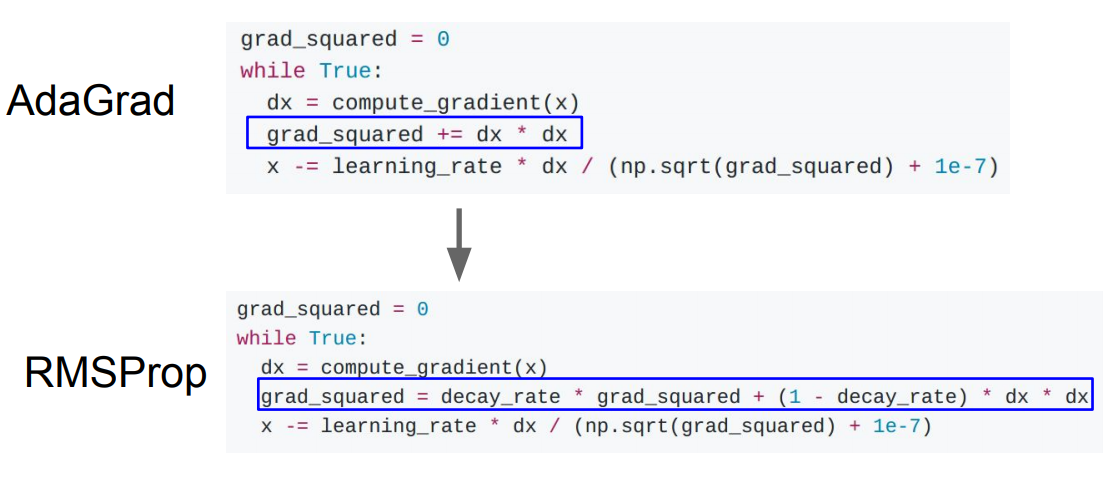 AdaGrad
grad_squared = 0
while True:
  dx = compute_gradient(x)
  grad_squared += dx * dx
  x -= learning_rate * dx / (np.sqrt(grad_squared) + 1e-7)
RMSProp
grad_squared = 0
while True:
  dx = compute_gradient(x)
  grad_squared = decay_rate * grad_squared + (1 - decay_rate) * dx * dx
  x -= learning_rate * dx / (np.sqrt(grad_squared) + 1e-7)